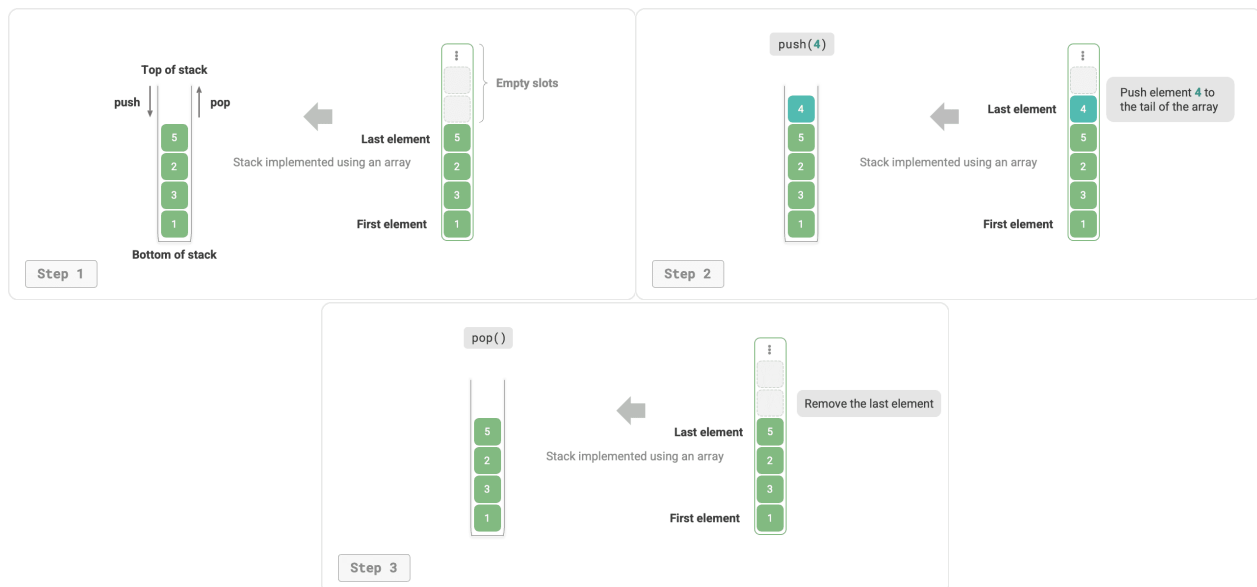 Top of stack
push
pop
5
2
3
1
Bottom of stack
Stack implemented using an array
Empty slots
Last element
5
2
3
First element
1
Step 1
push(4)
4
5
2
3
1
Stack implemented using an array
Last element
4
5
2
3
First element
1
Push element 4 to
the tail of the array
Step 2
pop()
5
2
3
1
Stack implemented using an array
Last element
5
2
3
First element
1
Remove the last element
Step 3